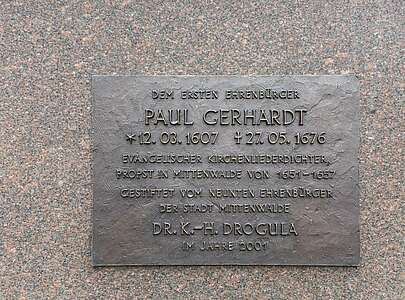 DEM ERSTEN EHRENBÜRGER
PAUL GERHARDT
*12. 03. 1607 †27. 05. 1676
EVANGELISCHER KIRCHENLIEDERDICHTER,
PROPST IN MITTENWALDE VON 1651-1657
GESTIFTET VOM NEUNTEN EHRENBÜRGER
DER STADT MITTENWALDE
DR. K.-H. DROGULA
IM JAHRE 2001